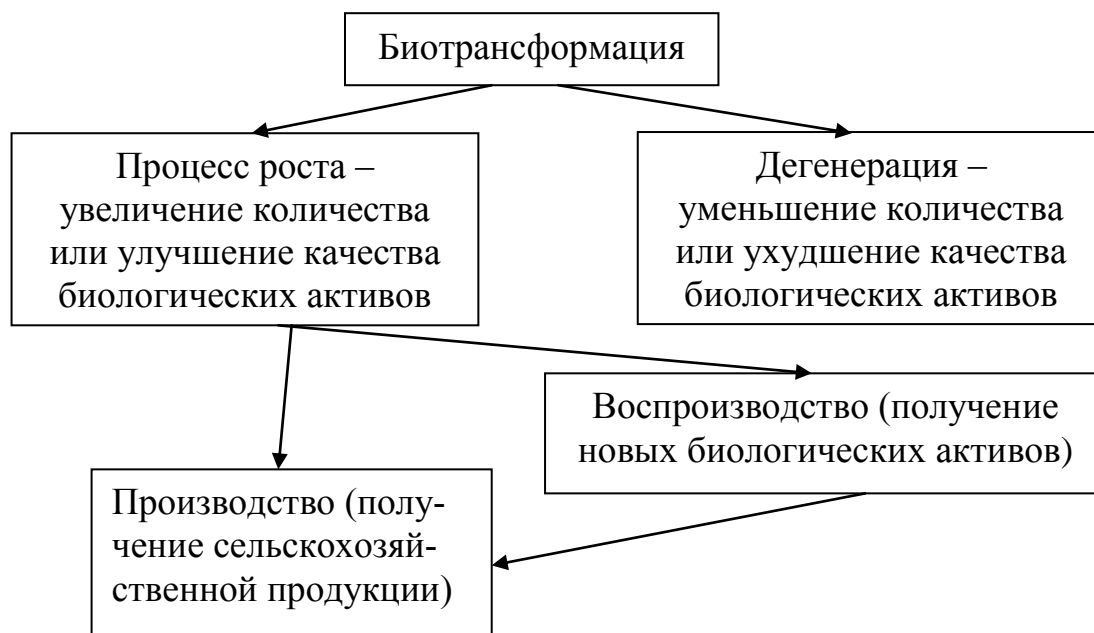 Биотрансформация
Процесс роста –
увеличение количества
или улучшение качества
биологических активов
Дегенерация –
уменьшение количества
или ухудшение качества
биологических активов
Воспроизводство (получение
новых биологических активов)
Производство (полу-
чение сельскохозяй-
ственной продукции)